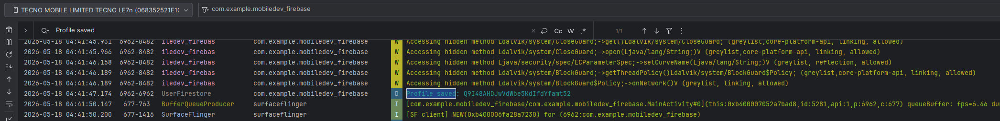 TECNO MOBILE LIMITED TECNO LE7n (068352521E1C com.example.mobiledev_firebase
Profile saved Cc W .* 1/1
2026-05-18 04:41:45.931 6962-8482 iledev_firebas com.example.mobiledev_firebase W Accessing hidden method Ldalvik/system/CloseGuard;->get()Ldalvik/system/CloseGuard; (greylist,core-platform-api, linking, allowed)
2026-05-18 04:41:45.966 6962-8482 iledev_firebas com.example.mobiledev_firebase W Accessing hidden method Ldalvik/system/CloseGuard;->open(Ljava/lang/String;)V (greylist,core-platform-api, linking, allowed)
2026-05-18 04:41:46.158 6962-8482 iledev_firebas com.example.mobiledev_firebase W Accessing hidden method Ljava/security/spec/ECParameterSpec;->setCurveName(Ljava/lang/String;)V (greylist, reflection, allowed)
2026-05-18 04:41:46.189 6962-8482 iledev_firebas com.example.mobiledev_firebase W Accessing hidden method Ldalvik/system/BlockGuard;->getThreadPolicy()Ldalvik/system/BlockGuard$Policy; (greylist,core-platform-api, linking, allowed)
2026-05-18 04:41:46.189 6962-8482 iledev_firebas com.example.mobiledev_firebase W Accessing hidden method Ldalvik/system/BlockGuard$Policy;->onNetwork()V (greylist, linking, allowed)
2026-05-18 04:41:47.174 6962-6962 UserFirestore com.example.mobiledev_firebase D Profile saved: Q9I48AHDJwVdWbe5KdIfdYfamt52
2026-05-18 04:41:50.147 677-763 BufferQueueProducer surfaceflinger I [com.example.mobiledev_firebase/com.example.mobiledev_firebase.MainActivity#0](this:0xb400007052a7bad8,id:5281,api:1,p:6962,c:677) queueBuffer: fps=6.46 dur
2026-05-18 04:41:50.200 677-1416 SurfaceFlinger surfaceflinger I [SF client] NEW(0xb400006fa28a7230) for (6962:com.example.mobiledev_firebase)